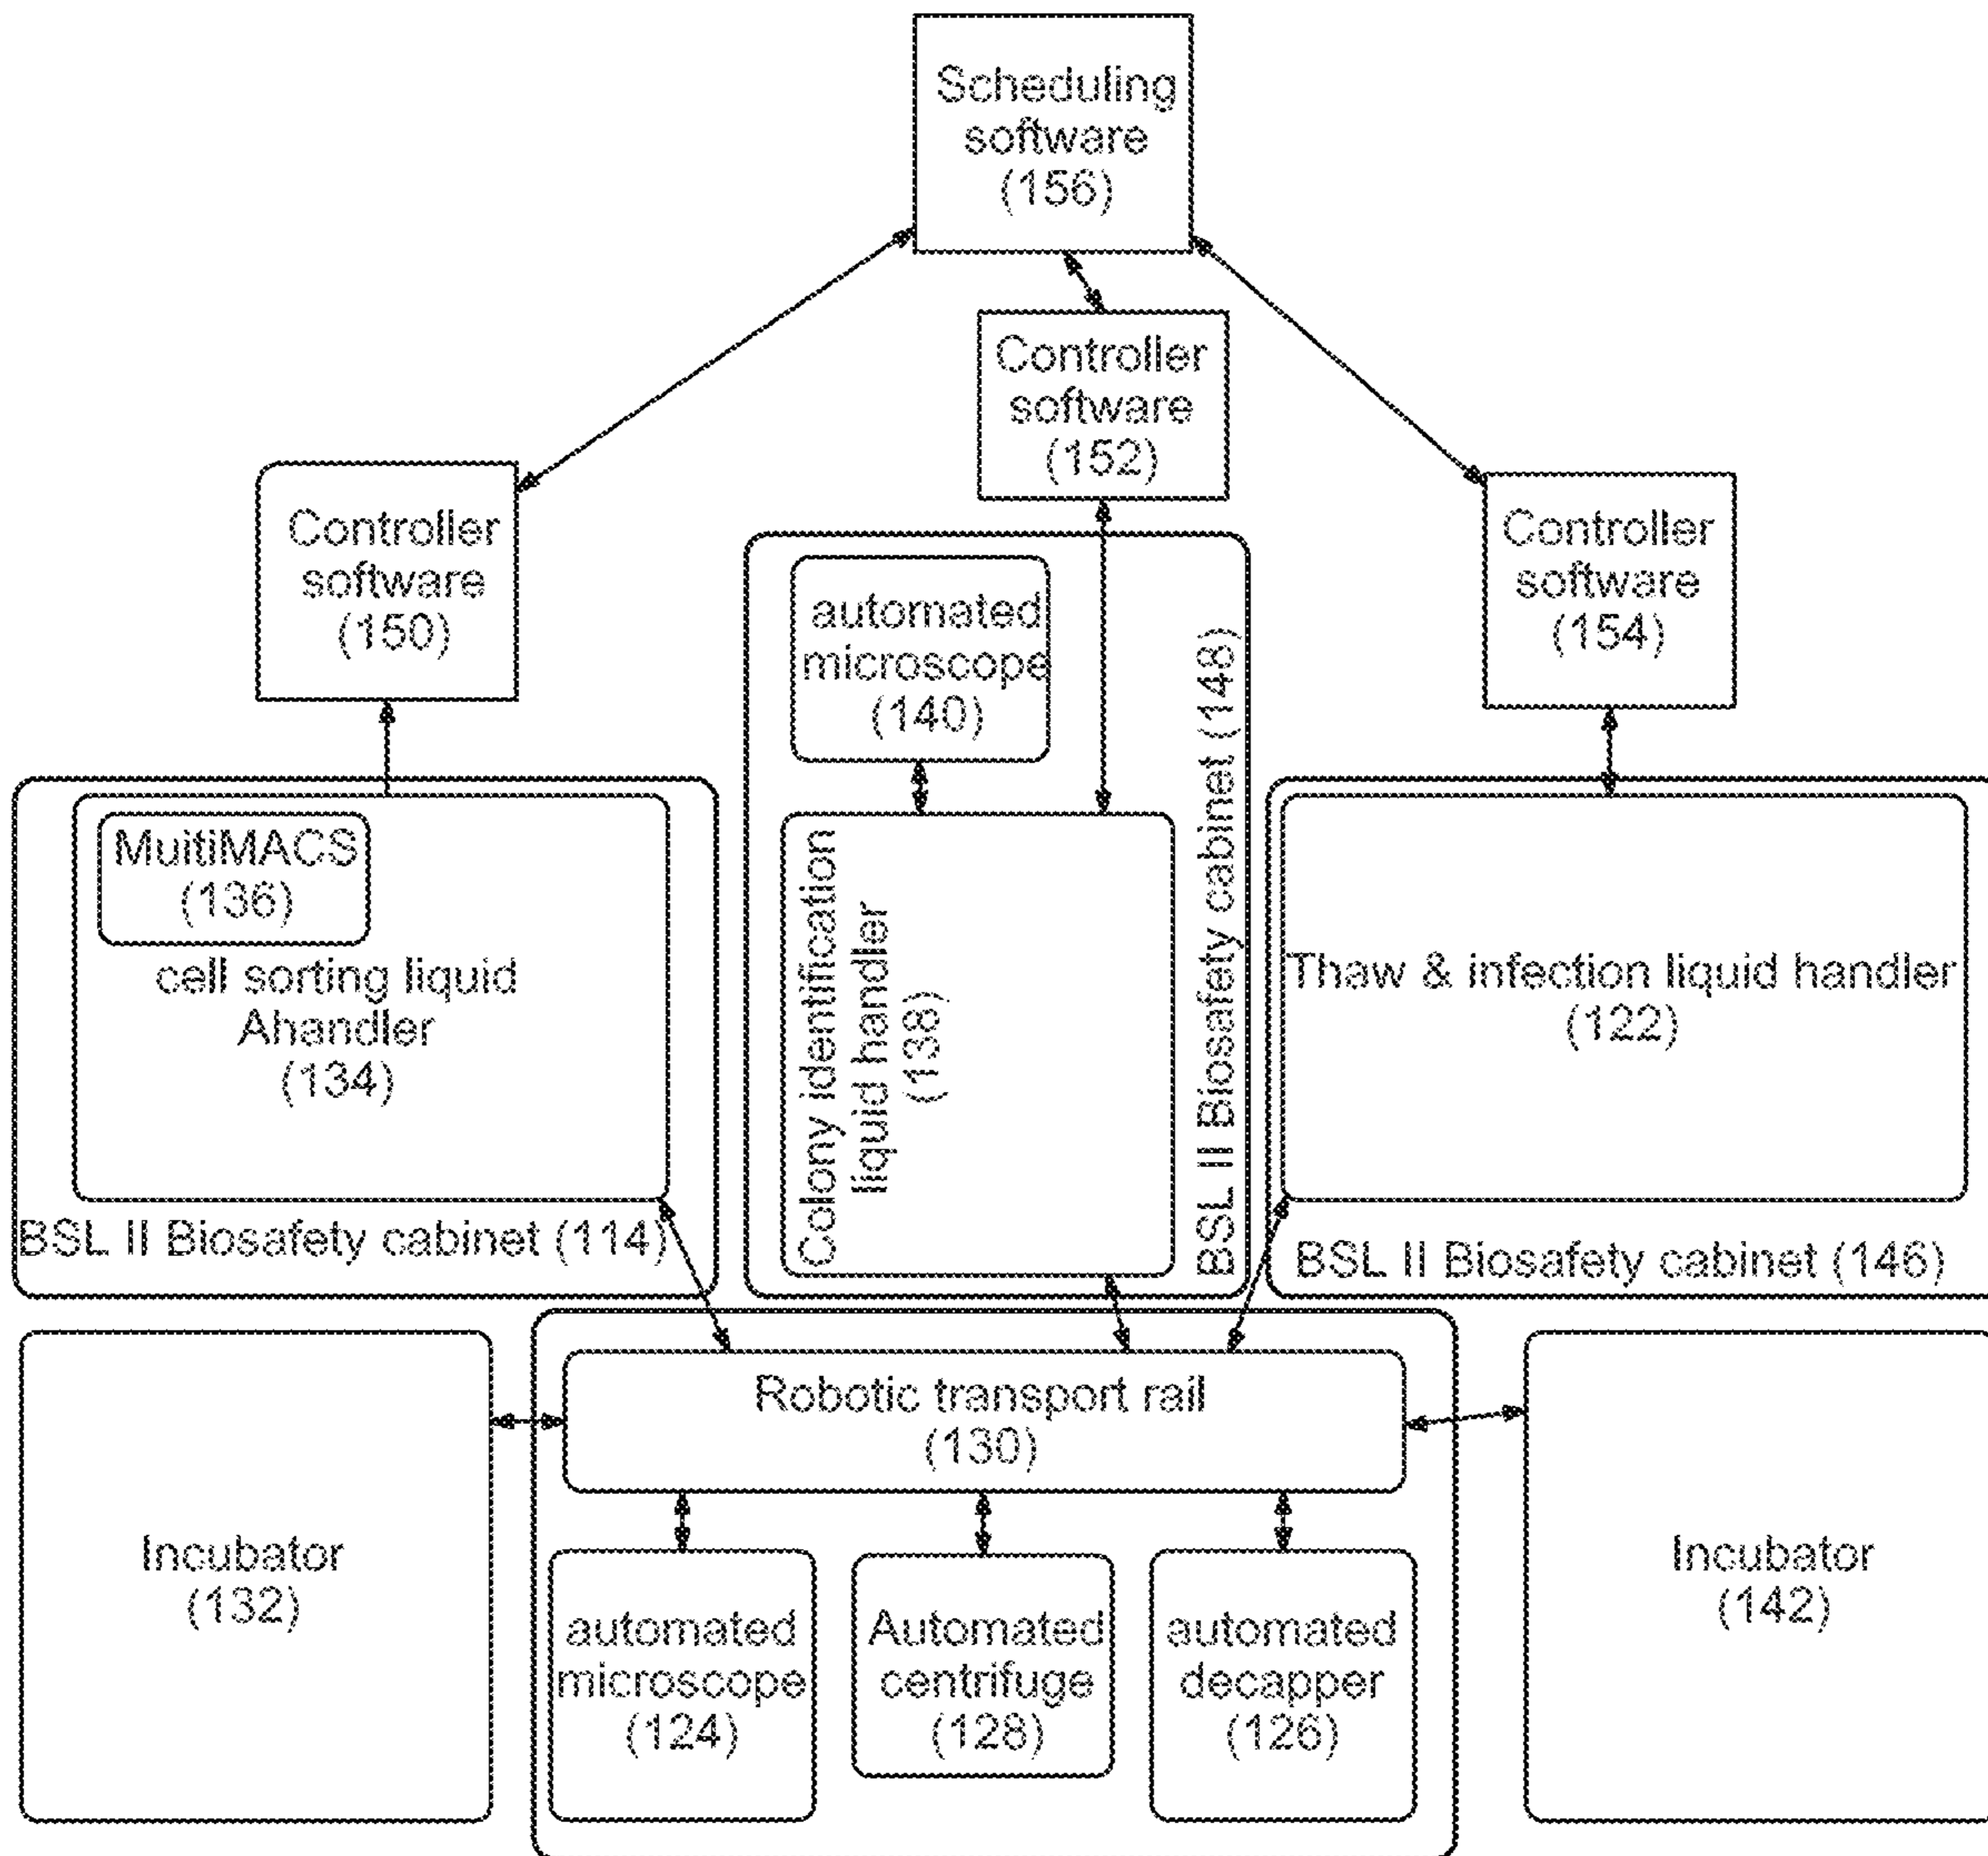 Scheduling
software
(156)
Controller
software
(152)
Controller
software
(150)
Controller
software
(154)
automated
microscope
(140)
BSL II Biosafety cabinet (148)
MuitiMACS
(136)
cell sorting liquid
Ahandler
(134)
BSL II Biosafety cabinet (114)
Colony identification
liquid handler
(138)
Thaw & infection liquid handler
(122)
BSL II Biosafety cabinet (146)
Robotic transport rail
(130)
Incubator
(132)
automated
microscope
(124)
Automated
centrifuge
(128)
automated
decapper
(126)
Incubator
(142)